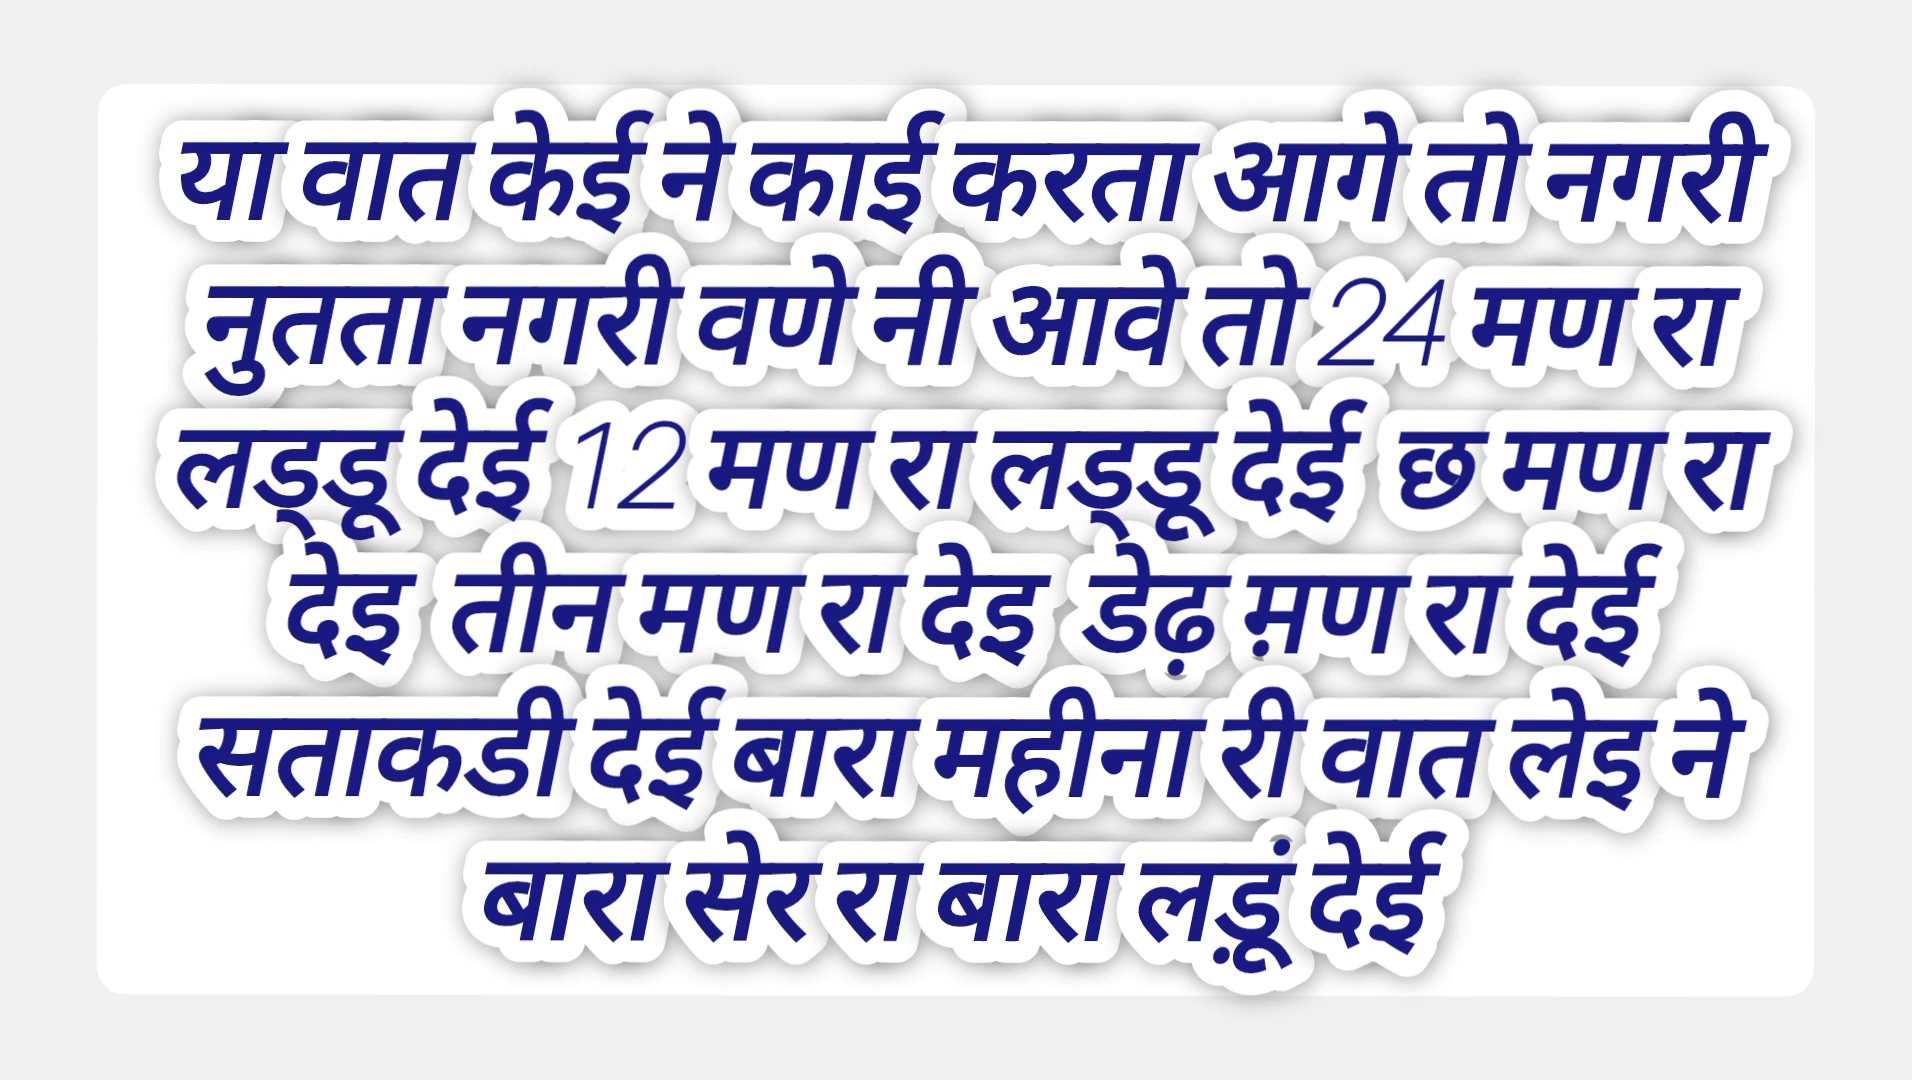 या वात केई ने काई करता आगे तो नगरी
नुतता नगरी वणे नी आवे तो 24 मण रा
लड्डू देई 12 मण रा लड्डू देई छ मण रा
देइ तीन मण रा देइ डेढ़ म़ण रा देई
सताकडी देई बारा महीना री वात लेइ ने
बारा सेर रा बारा लड़ूं देई